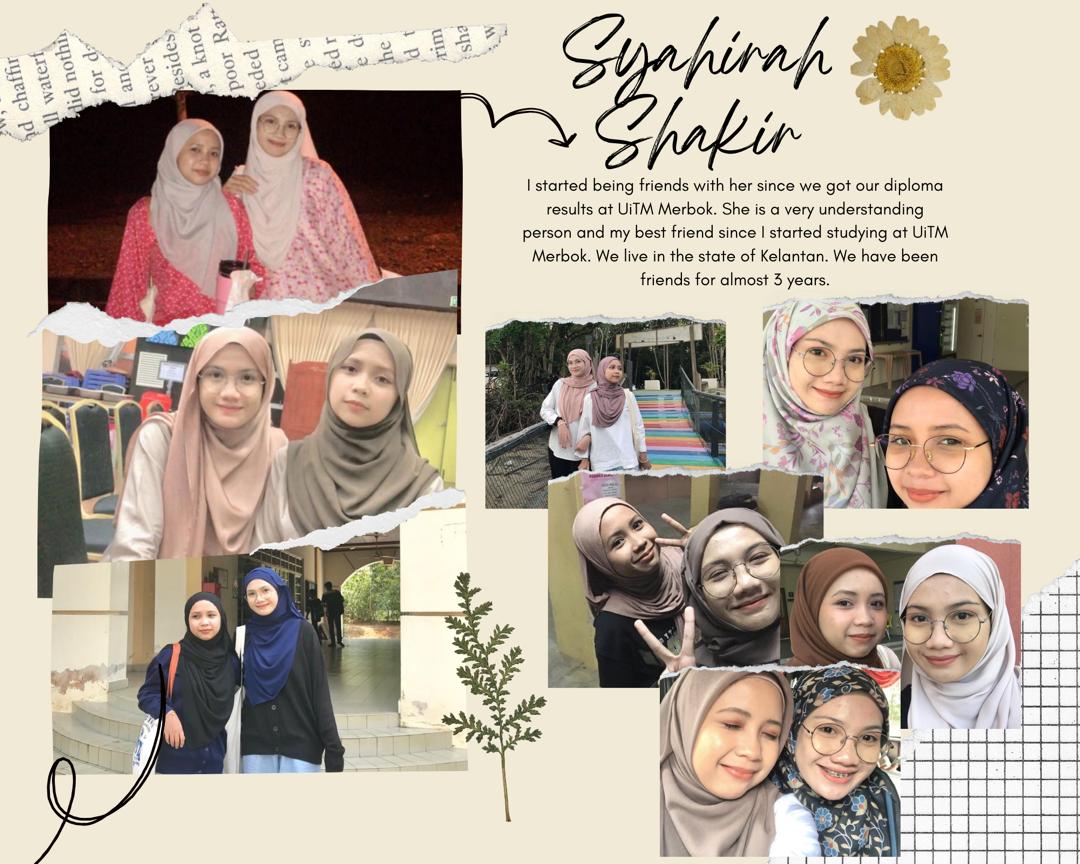 Syahirah
Shakir
I started being friends with her since we got our diploma
results at UiTM Merbok. She is a very understanding
person and my best friend since I started studying at UiTM
Merbok. We live in the state of Kelantan. We have been
friends for almost 3 years.